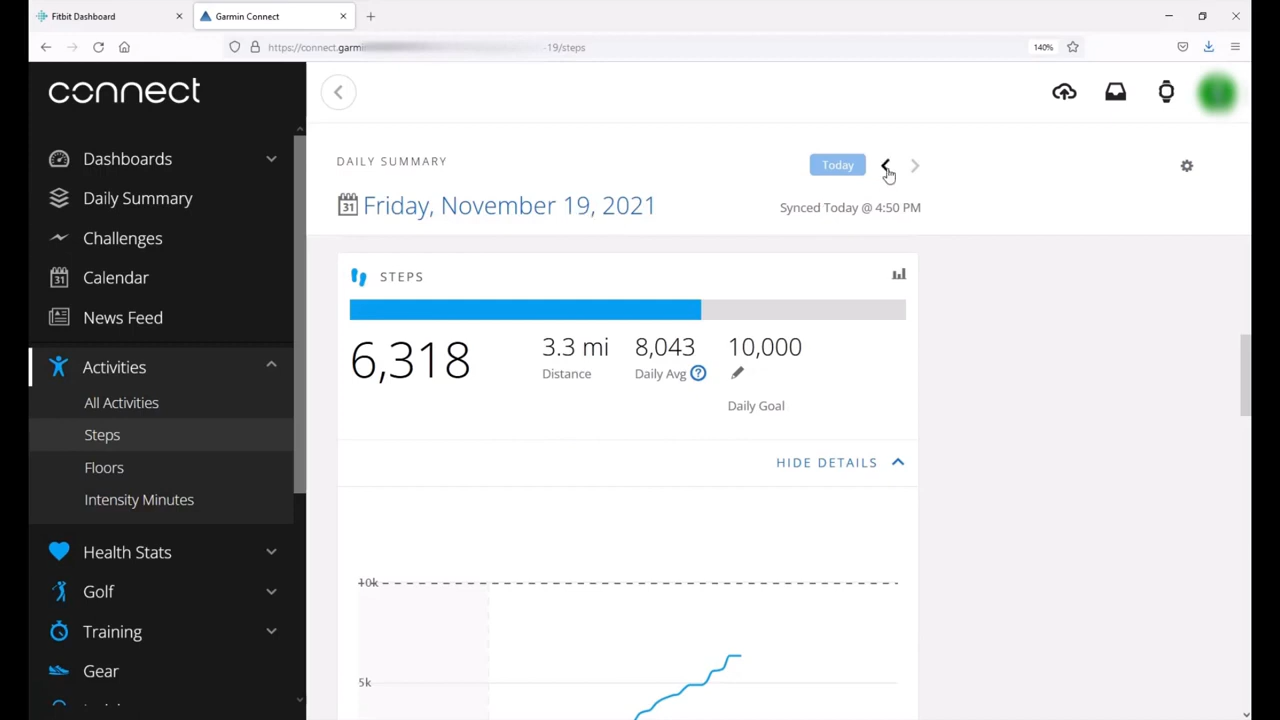 Fitbit Dashboard
Garmin Connect
https://connect.garm
19/steps
140%
connect
Dashboards
Daily Summary
Challenges
31
Calendar
News Feed
Activities
All Activities
Steps
Floors
Intensity Minutes
Health Stats
Golf
Training
Gear
DAILY SUMMARY
Today
31 Friday, November 19, 2021
Synced Today @ 4:50 PM
STEPS
6,318
3.3 mi
Distance
8,043
Daily Avg ?
10,000
Daily Goal
HIDE DETAILS
10k
5k